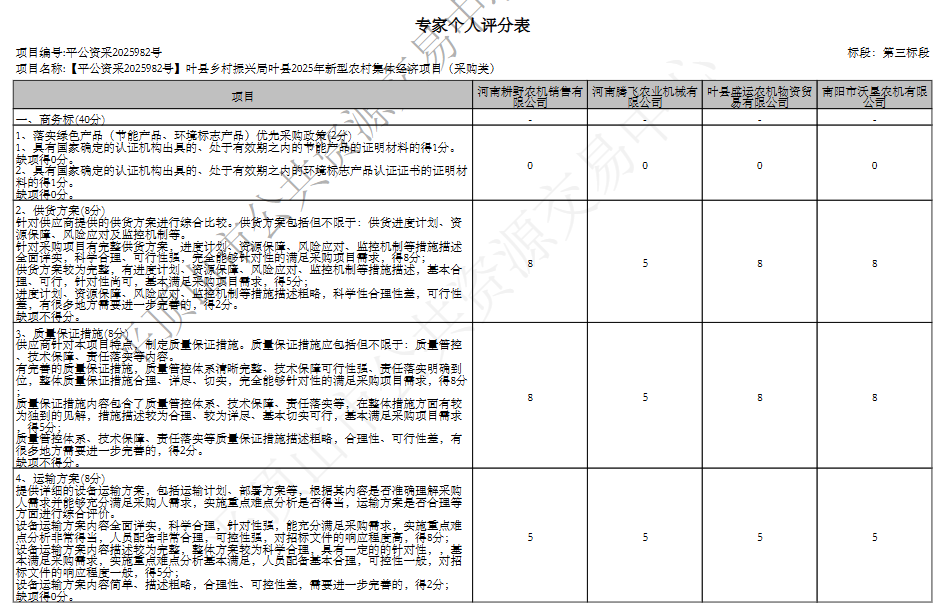 专家个人评分表
项目编号:平公资采2025982号
标段：第三标段
项目名称:【平公资采2025982号】叶县乡村振兴局叶县2025年新型农村集体经济项目（采购类）
项目
河南耕野农机销售有限公司
河南腾飞农业机械有限公司
叶县盛运农机物资贸易有限公司
南阳市沃垦农机有限公司
一、商务标(40分)
-
-
-
-
1、落实绿色产品（节能产品、环境标志产品）优先采购政策(2分)
1、具有国家确定的认证机构出具的、处于有效期之内的节能产品的证明材料的得1分。
缺项得0分。
2、具有国家确定的认证机构出具的、处于有效期之内的环境标志产品认证证书的证明材
料的得1分。
缺项得0分。
0
0
0
0
2、供货方案(8分)
针对供应商提供的供货方案进行综合比较。供货方案包括但不限于：供货进度计划、资
源保障、风险应对及监控机制等。
针对采购项目有完整供货方案，进度计划、资源保障、风险应对、监控机制等措施描述
全面详实，科学合理、可行性强，完全能够针对性的满足采购项目需求，得8分；
供货方案较为完整，有进度计划、资源保障、风险应对、监控机制等措施描述，基本合
理、可行，针对性尚可，基本满足采购项目需求，得5分；
进度计划、资源保障、风险应对、监控机制等措施描述粗略，科学性合理性差，可行性
差，有很多地方需要进一步完善的，得2分。
缺项不得分。
8
5
8
8
3、质量保证措施(8分)
供应商针对本项目特点，制定质量保证措施。质量保证措施应包括但不限于：质量管控
、技术保障、责任落实等内容。
有完善的质量保证措施，质量管控体系清晰完整、技术保障可行性强、责任落实明确到
位，整体质量保证措施合理、详尽、切实，完全能够针对性的满足采购项目需求，得8分
；
质量保证措施内容包含了质量管控体系、技术保障、责任落实等，在整体措施方面有较
为独到的见解，措施描述较为合理、较为详尽、基本切实可行，基本满足采购项目需求
，得5分；
质量管控体系、技术保障、责任落实等质量保证措施描述粗略，合理性、可行性差，有
很多地方需要进一步完善的，得2分。
缺项不得分。
8
5
8
8
4、运输方案(8分)
提供详细的设备运输方案，包括运输计划、部署方案等，根据其内容是否准确理解采购
人需求并能够充分满足采购人需求，实施重点难点分析是否得当，运输方案是否合理等
方面进行综合评价。
设备运输方案内容全面详实，科学合理，针对性强，能充分满足采购需求，实施重点难
点分析非常得当，人员配备非常合理，可控性强，对招标文件的响应程度高，得8分；
设备运输方案内容描述较为完整，整体方案较为科学合理，具有一定的的针对性，，基
本满足采购需求，实施重点难点分析基本满足，人员配备基本合理，可控性一般，对招
标文件的响应程度一般，得5分；
设备运输方案内容简单、描述粗略，合理性、可控性差，需要进一步完善的，得2分；
缺项得0分。
5
5
5
5